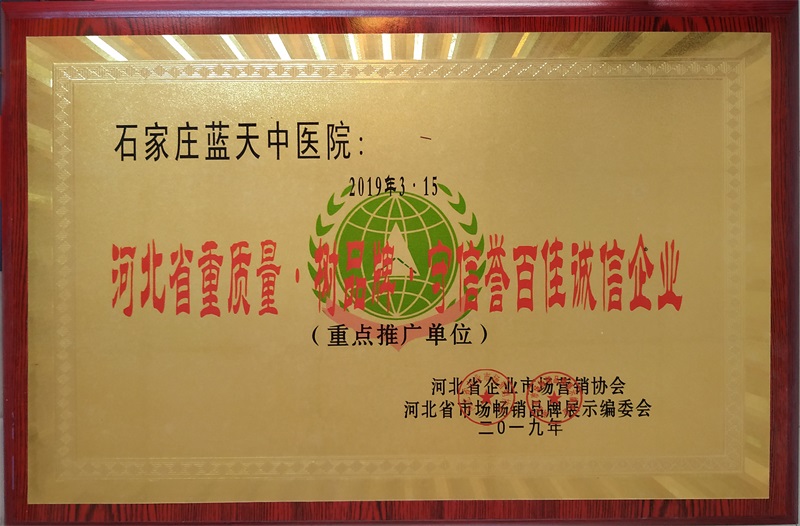 石家庄蓝天中医院:
2019年3·15
河北省重质量·树品牌·守信誉百佳诚信企业
（重点推广单位）
河北省企业市场营销协会
河北省市场畅销品牌展示编委会
二0一九年